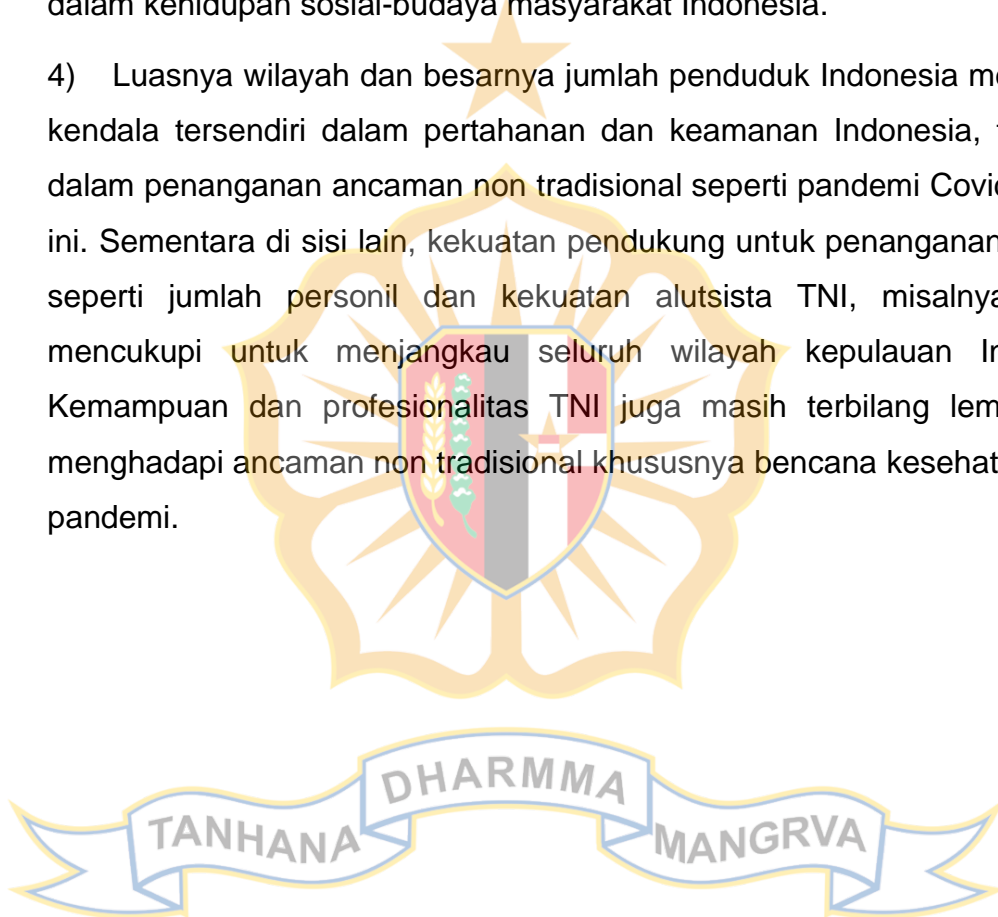 dalam kehidupan sosial-budaya masyarakat Indonesia.
4) Luasnya wilayah dan besarnya jumlah penduduk Indonesia
kendala tersendiri dalam pertahanan dan keamanan Indonesia,
dalam penanganan ancaman non tradisional seperti pandemi
ini. Sementara di sisi lain, kekuatan pendukung untuk penanganan
seperti jumlah personil dan kekuatan alutsista TNI, misalnya
mencukupi untuk menjangkau seluruh wilayah kepulauan
Kemampuan dan profesionalitas TNI juga masih terbilang
menghadapi ancaman non tradisional khususnya bencana
pandemi.
TANHANA DHARMMA MANGRVA